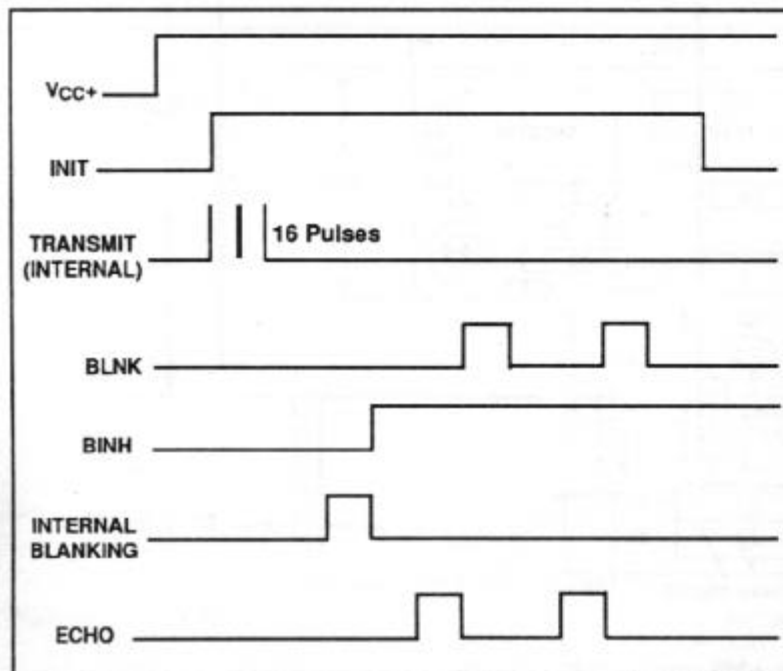 VCC+
INIT
TRANSMIT
(INTERNAL)
16 Pulses
BLNK
BINH
INTERNAL
BLANKING
ECHO